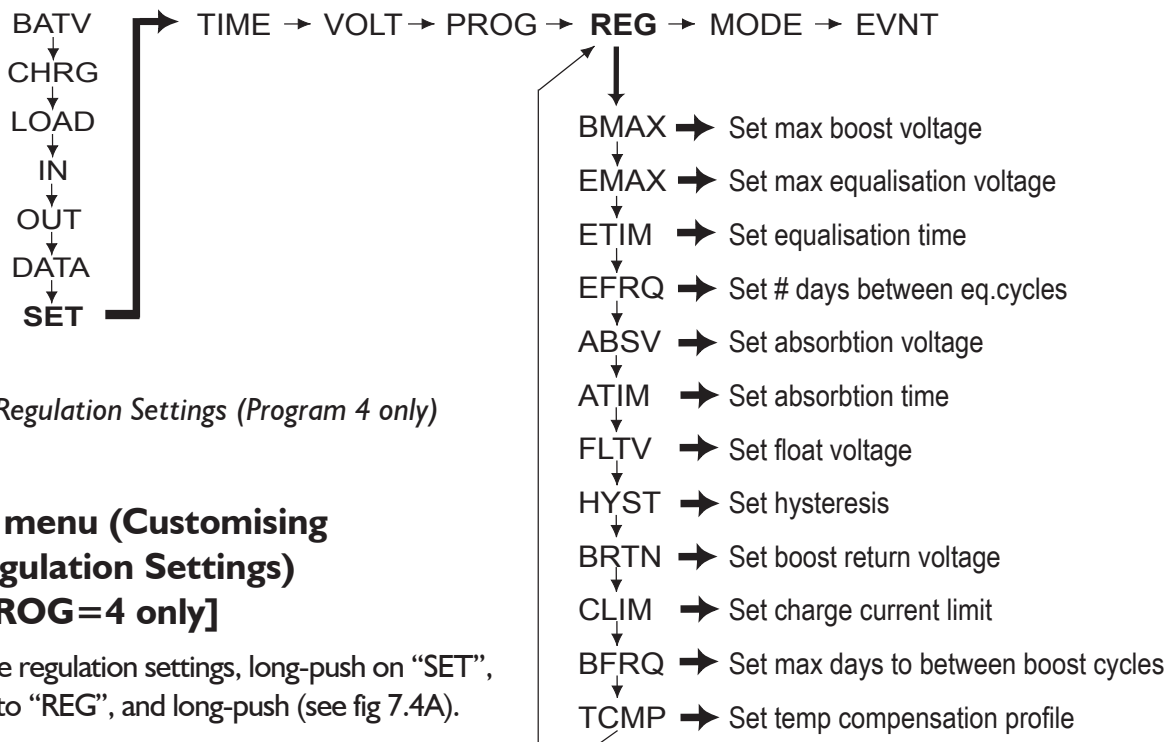 BATV
CHRG
LOAD
IN
OUT
DATA
SET
TIME VOLT PROG REG MODE EVNT
BMAX Set max boost voltage
EMAX Set max equalisation voltage
ETIM Set equalisation time
EFRQ Set # days between eq.cycles
ABSV Set absorbtion voltage
ATIM Set absorbtion time
FLTV Set float voltage
HYST Set hysteresis
BRTN Set boost return voltage
CLIM Set charge current limit
BFRQ Set max days to between boost cycles
TCMP Set temp compensation profile
Regulation Settings (Program 4 only)
menu (Customising
gulation Settings)
ROG=4 only]
e regulation settings, long-push on “SET”,
to “REG”, and long-push (see fig 7.4A).